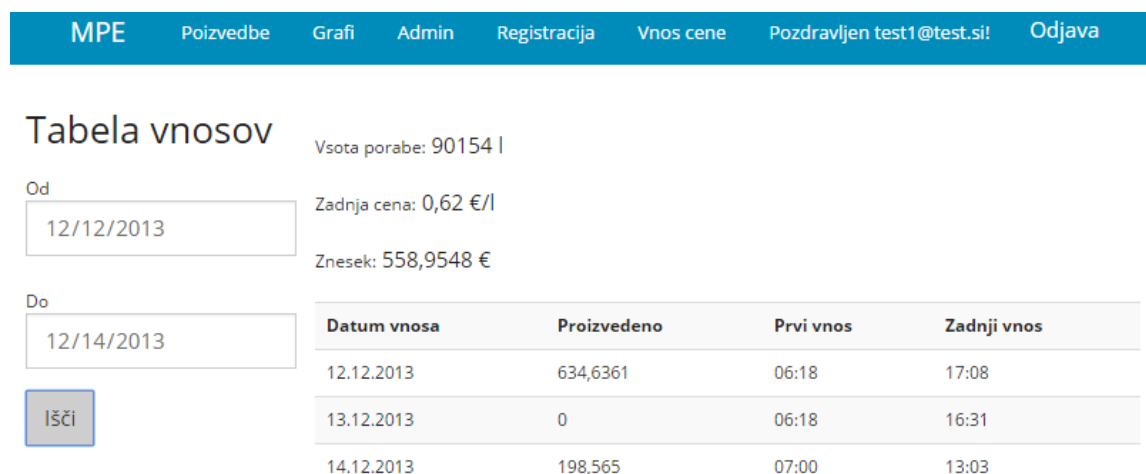 MPE Poizvedbe Grafi Admin Registracija Vnos cene Pozdravljen test1@test.si! Odjava
Tabela vnosov
Od
12/12/2013
Do
12/14/2013
Išči
Vsota porabe: 90154 l
Zadnja cena: 0,62 €/l
Znesek: 558,9548 €
Datum vnosa Proizvedeno Prvi vnos Zadnji vnos
12.12.2013 634,6361 06:18 17:08
13.12.2013 0 06:18 16:31
14.12.2013 198,565 07:00 13:03